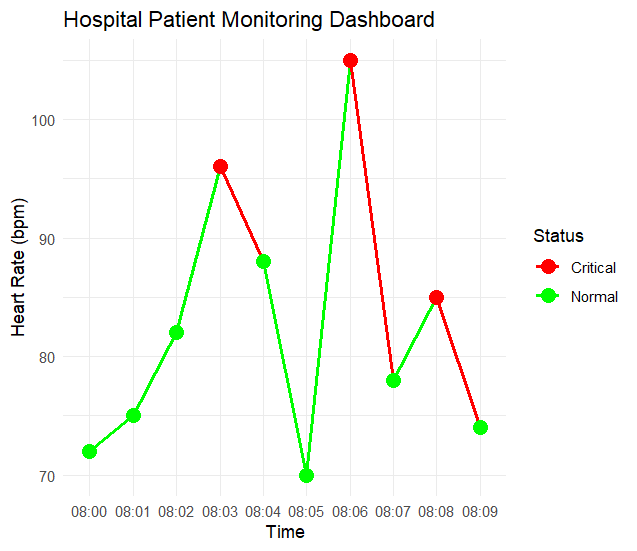 Hospital Patient Monitoring Dashboard
Heart Rate (bpm)
100
90
80
70
08:00 08:01 08:02 08:03 08:04 08:05 08:06 08:07 08:08 08:09
Time
Status
Critical
Normal